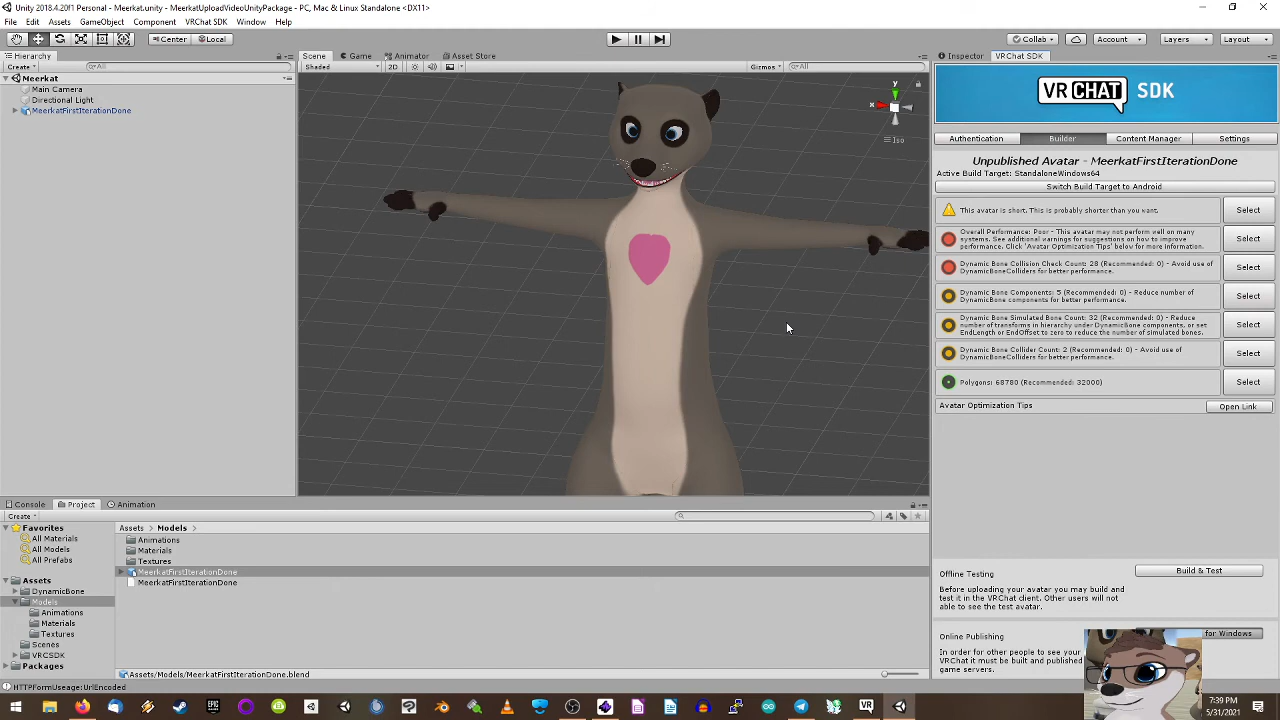 Unity 2018.4.20f1 Personal - Meerkat.unity - MeerkatUploadVideoUnityPackage - PC, Mac & Linux Standalone <DX11>
File Edit Assets GameObject Component VRChat SDK Window Help
Center Local Collab Account Layers Layout
Hierarchy Scene Game Animator Asset Store Inspector VRChat SDK
Create All Shaded 2D Gizmos All
Meerkat
Main Camera
Directional Light
MeerkatFirstIterationDone
y
x
Iso
VRCHAT SDK
Authentication Builder Content Manager Settings
Unpublished Avatar - MeerkatFirstIterationDone
Active Build Target: StandaloneWindows64
Switch Build Target to Android
This avatar is short. This is probably shorter than you want. Select
Overall Performance: Poor - This avatar may not perform well on many
systems. See additional warnings for suggestions on how to improve
performance. Click 'Avatar Optimization Tips' below for more information.
Select
Dynamic Bone Collision Check Count: 28 (Recommended: 0) - Avoid use of
DynamicBoneColliders for better performance.
Select
Dynamic Bone Components: 5 (Recommended: 0) - Reduce number of
DynamicBone components for better performance.
Select
Dynamic Bone Simulated Bone Count: 32 (Recommended: 0) - Reduce
number of transforms in hierarchy under DynamicBone components, or set
EndLength or EndOffset to zero to reduce the number of simulated bones.
Select
Dynamic Bone Collider Count: 2 (Recommended: 0) - Avoid use of
DynamicBoneColliders for better performance.
Select
Polygons: 68780 (Recommended: 32000) Select
Avatar Optimization Tips Open Link
Console Project Animation
Create
Favorites
All Materials
All Models
All Prefabs
Assets
DynamicBone
Models
Animations
Materials
Textures
Scenes
VRCSDK
Packages
Assets > Models >
Animations
Materials
Textures
MeerkatFirstIterationDone
MeerkatFirstIterationDone
Assets/Models/MeerkatFirstIterationDone.blend
Offline Testing Build & Test
Before uploading your avatar you may build and
test it in the VRChat client. Other users will not
able to see the test avatar.
Online Publishing for Windows
In order for other people to see your
VRChat it must be built and published
game servers.
HTTPFormUseage:UrlEncoded
VR
7:39 PM
5/31/2021